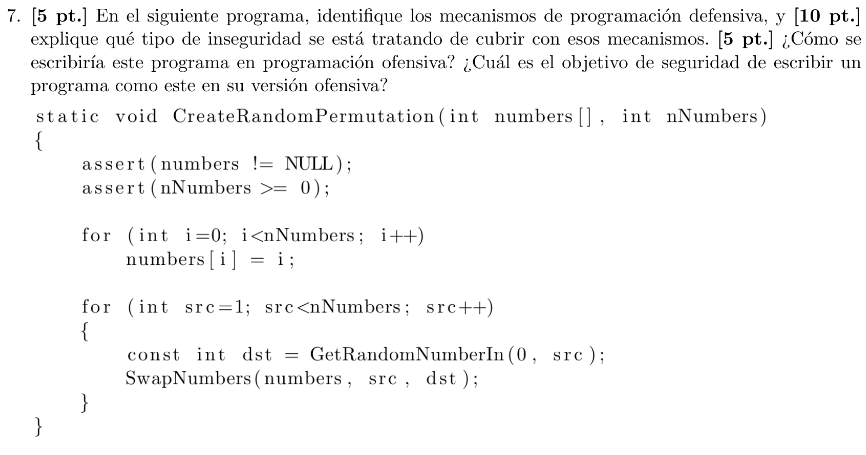 7. [5 pt.] En el siguiente programa, identifique los mecanismos de programación defensiva, y [10 pt.]
explique qué tipo de inseguridad se está tratando de cubrir con esos mecanismos. [5 pt.] ¿Cómo se
escribiría este programa en programación ofensiva? ¿Cuál es el objetivo de seguridad de escribir un
programa como este en su versión ofensiva?
static void CreateRandomPermutation(int numbers[], int nNumbers)
{
assert(numbers != NULL);
assert(nNumbers >= 0);
for (int i=0; i<nNumbers; i++)
numbers[i] = i;
for (int src=1; src<nNumbers; src++)
{
const int dst = GetRandomNumberIn(0, src);
SwapNumbers(numbers, src, dst);
}
}